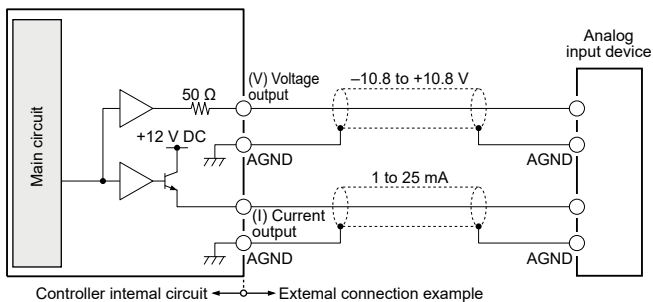 Main circuit
50 Ω
+12 V DC
(V) Voltage
output
AGND
(I) Current
output
AGND
–10.8 to +10.8 V
1 to 25 mA
Analog
input device
AGND
AGND
Controller internal circuit
External connection example